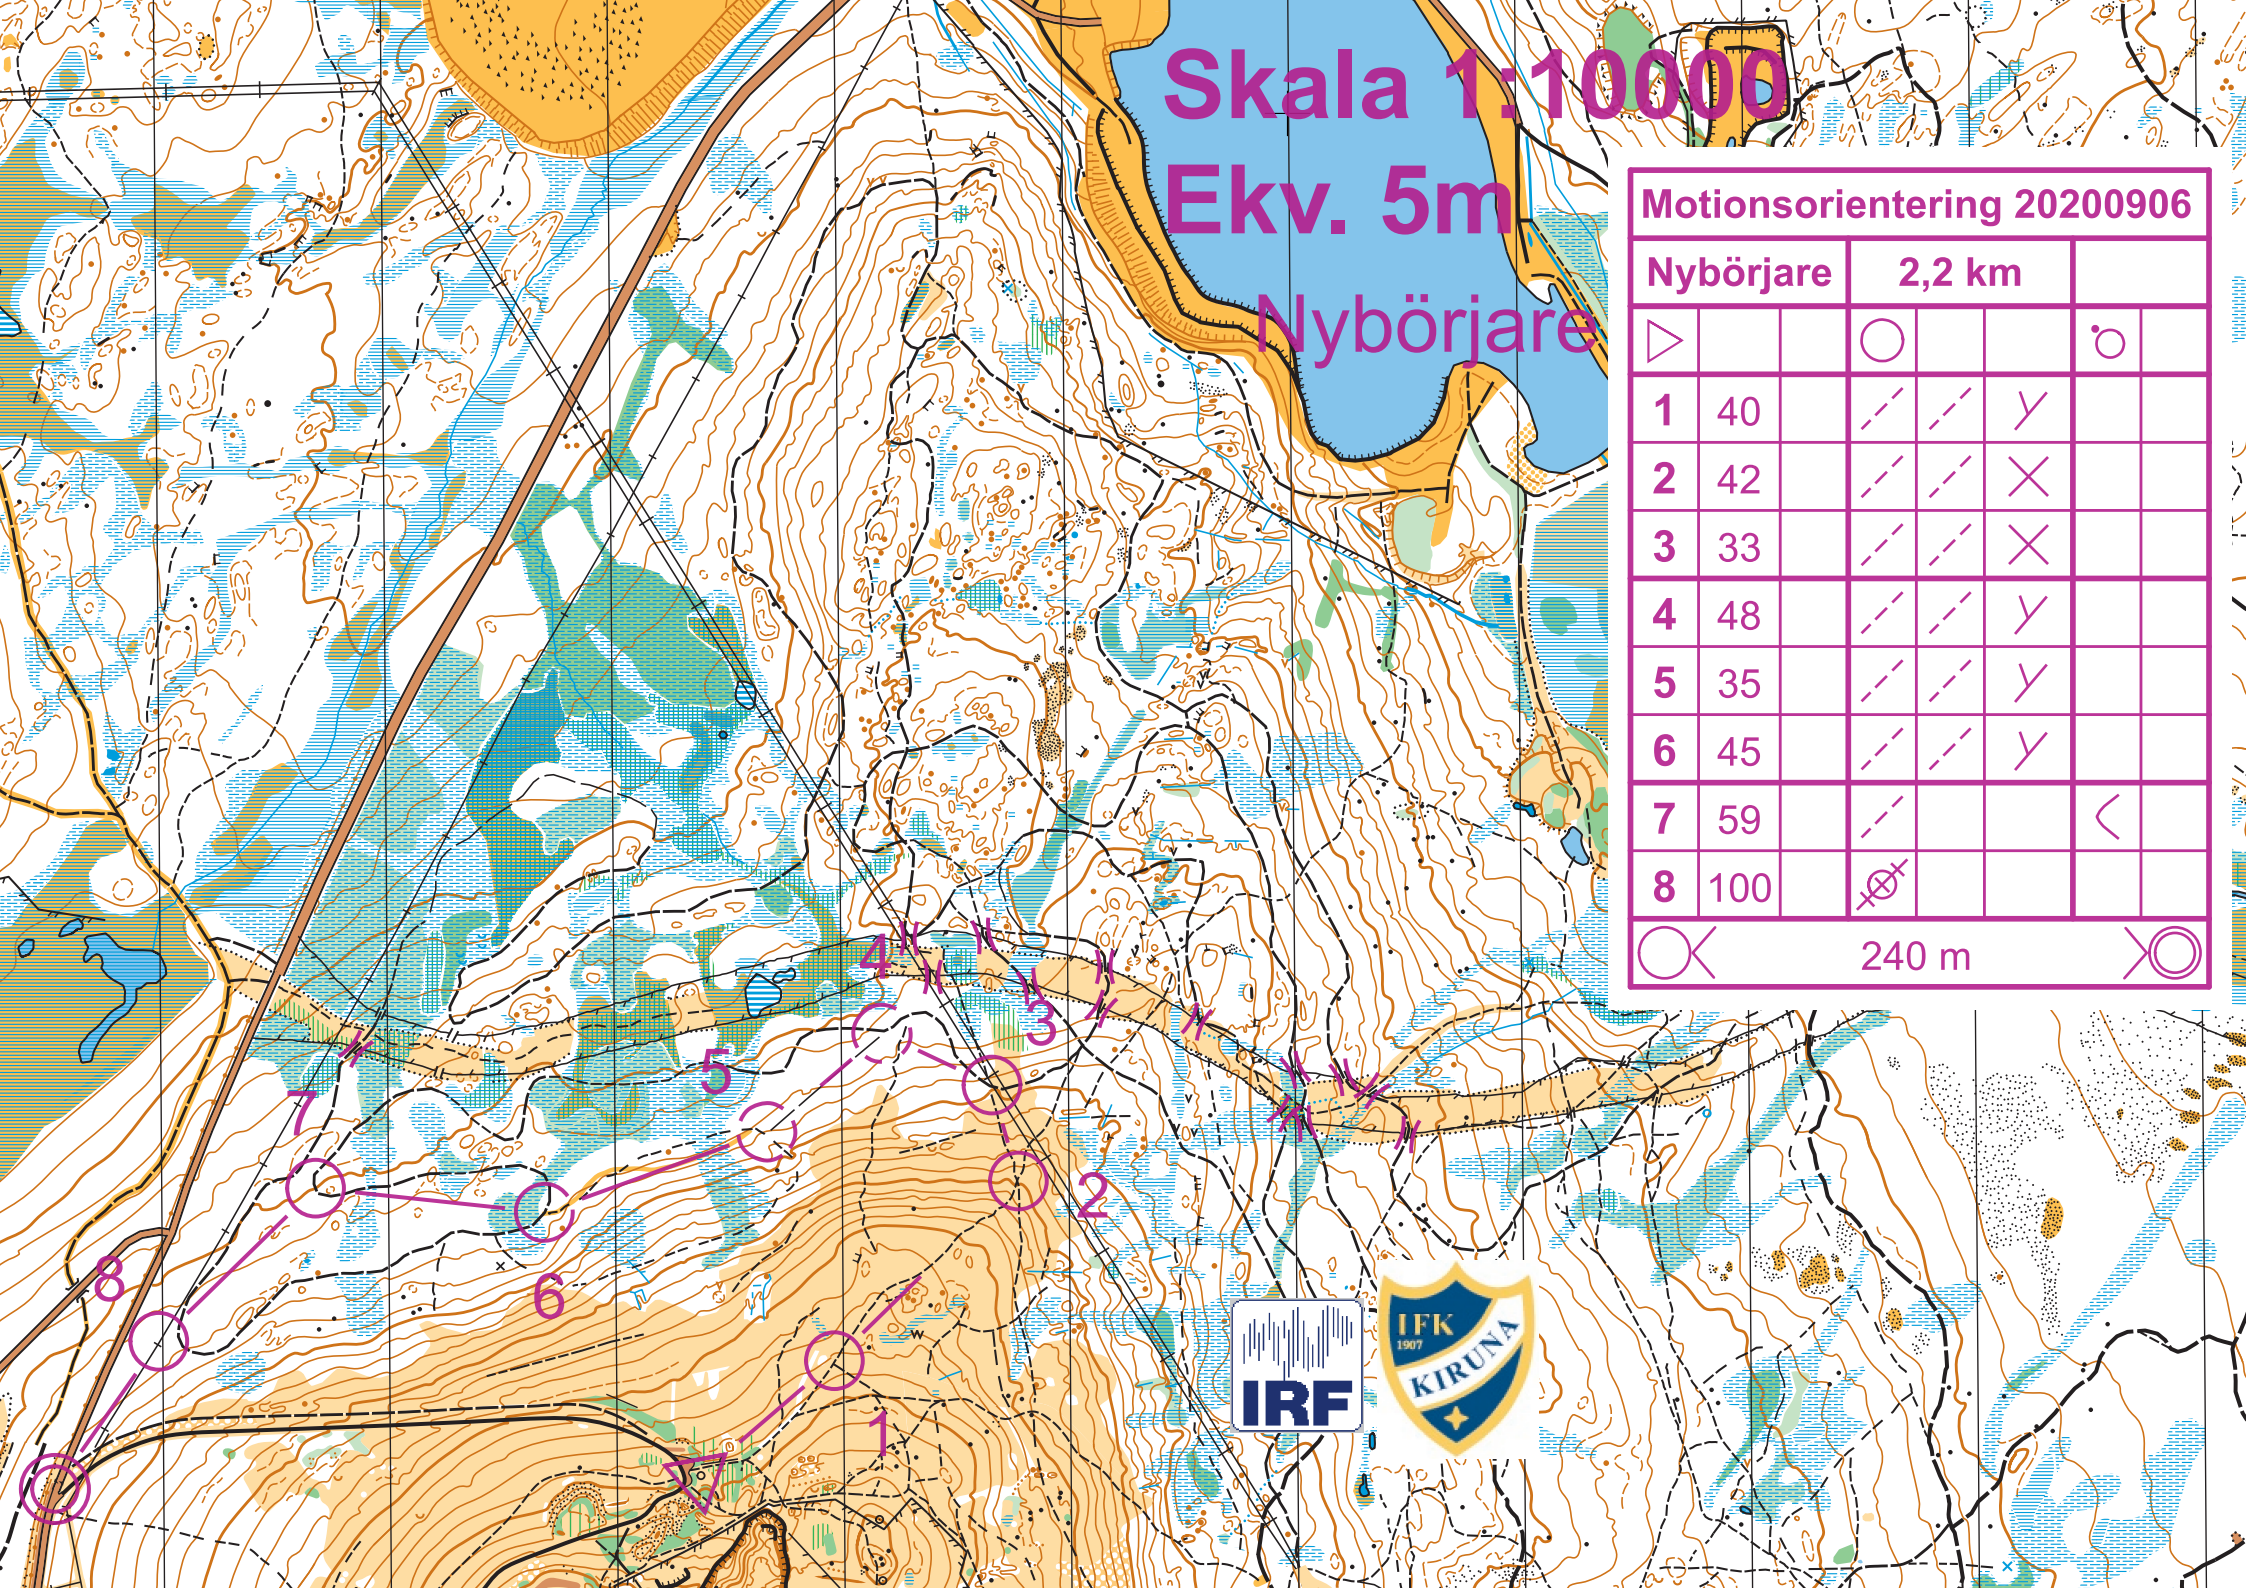 Skala 1:10000
Ekv. 5m
Nybörjare
Motionsorientering 20200906
Nybörjare 2,2 km
1 40
2 42
3 33
4 48
5 35
6 45
7 59
8 100
240 m
4
3
5
7
2
8
6
1
IRF
IFK
1907
KIRUNA